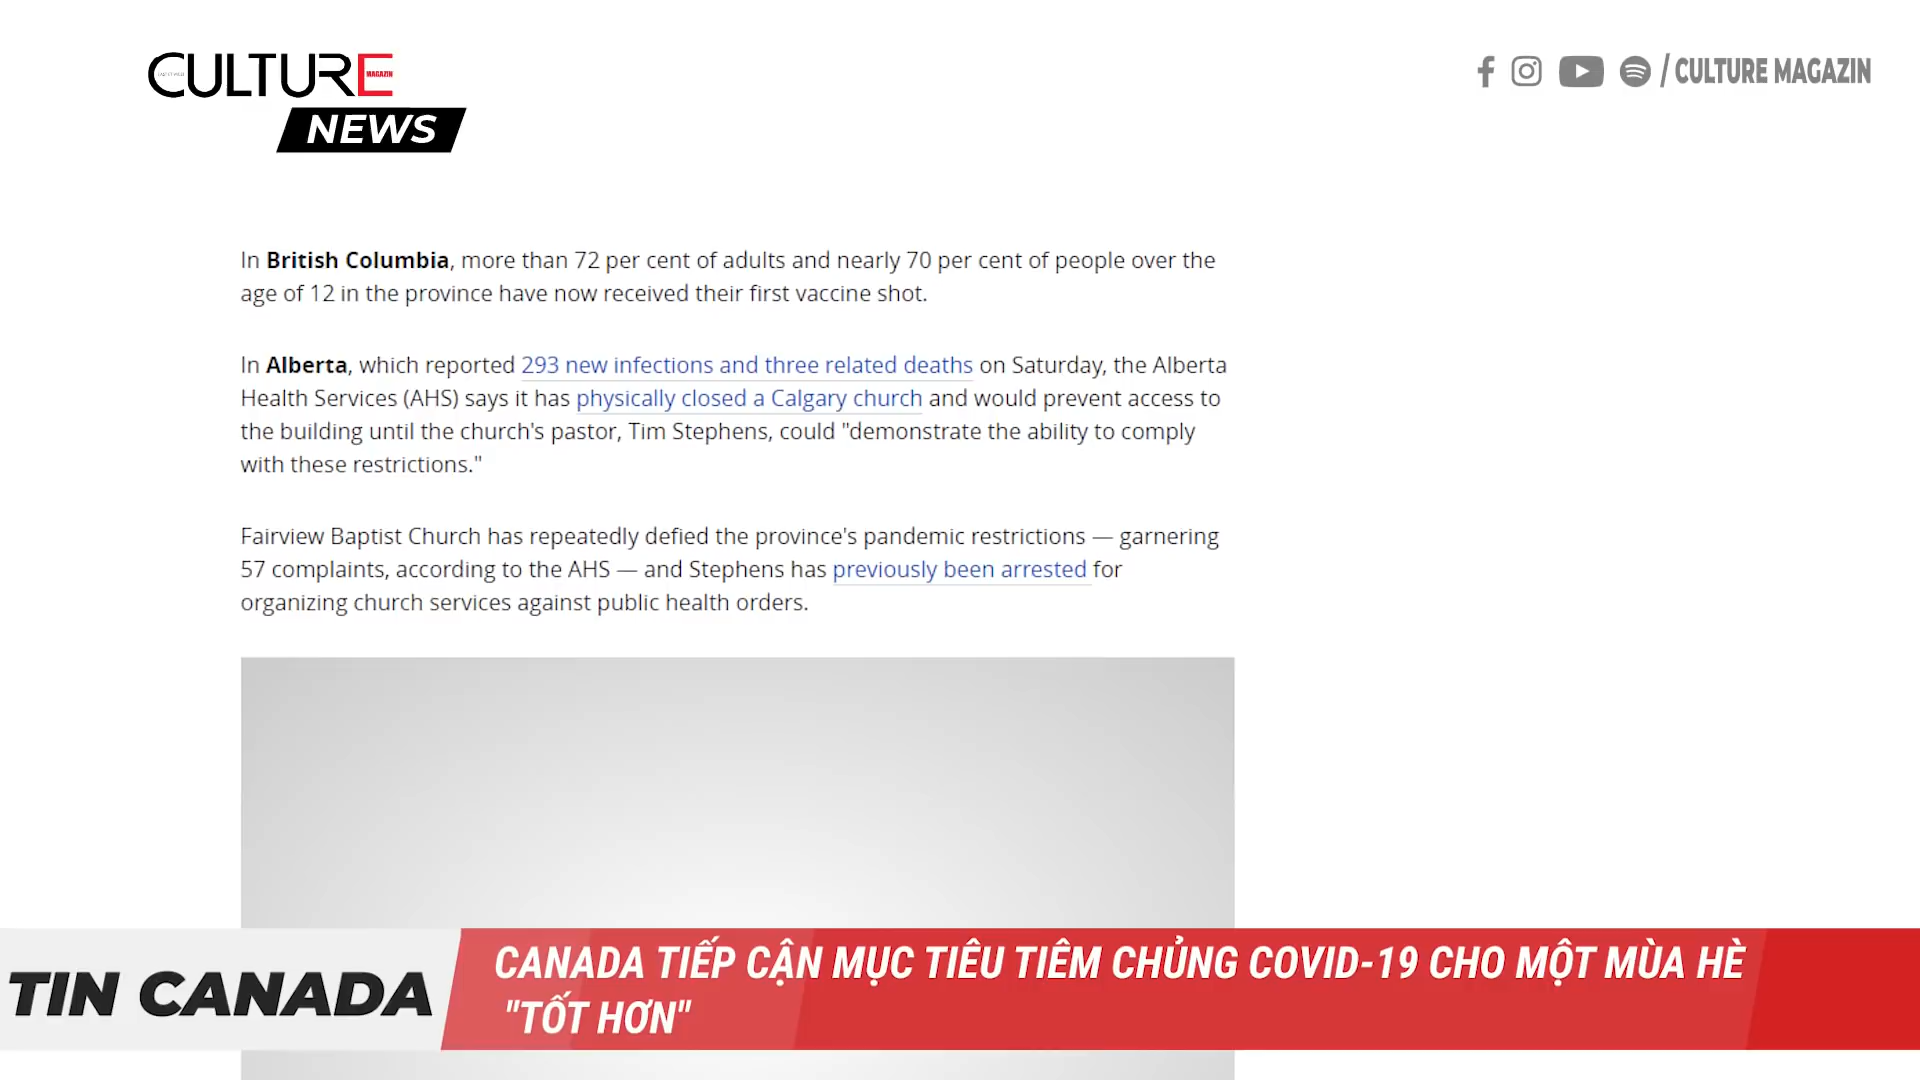 CULTURE
MAGAZIN
NEWS
/ CULTURE MAGAZIN
In British Columbia, more than 72 per cent of adults and nearly 70 per cent of people over the
age of 12 in the province have now received their first vaccine shot.
In Alberta, which reported 293 new infections and three related deaths on Saturday, the Alberta
Health Services (AHS) says it has physically closed a Calgary church and would prevent access to
the building until the church's pastor, Tim Stephens, could "demonstrate the ability to comply
with these restrictions."
Fairview Baptist Church has repeatedly defied the province's pandemic restrictions — garnering
57 complaints, according to the AHS — and Stephens has previously been arrested for
organizing church services against public health orders.
TIN CANADA
CANADA TIẾP CẬN MỤC TIÊU TIÊM CHỦNG COVID-19 CHO MỘT MÙA HÈ
"TỐT HƠN"